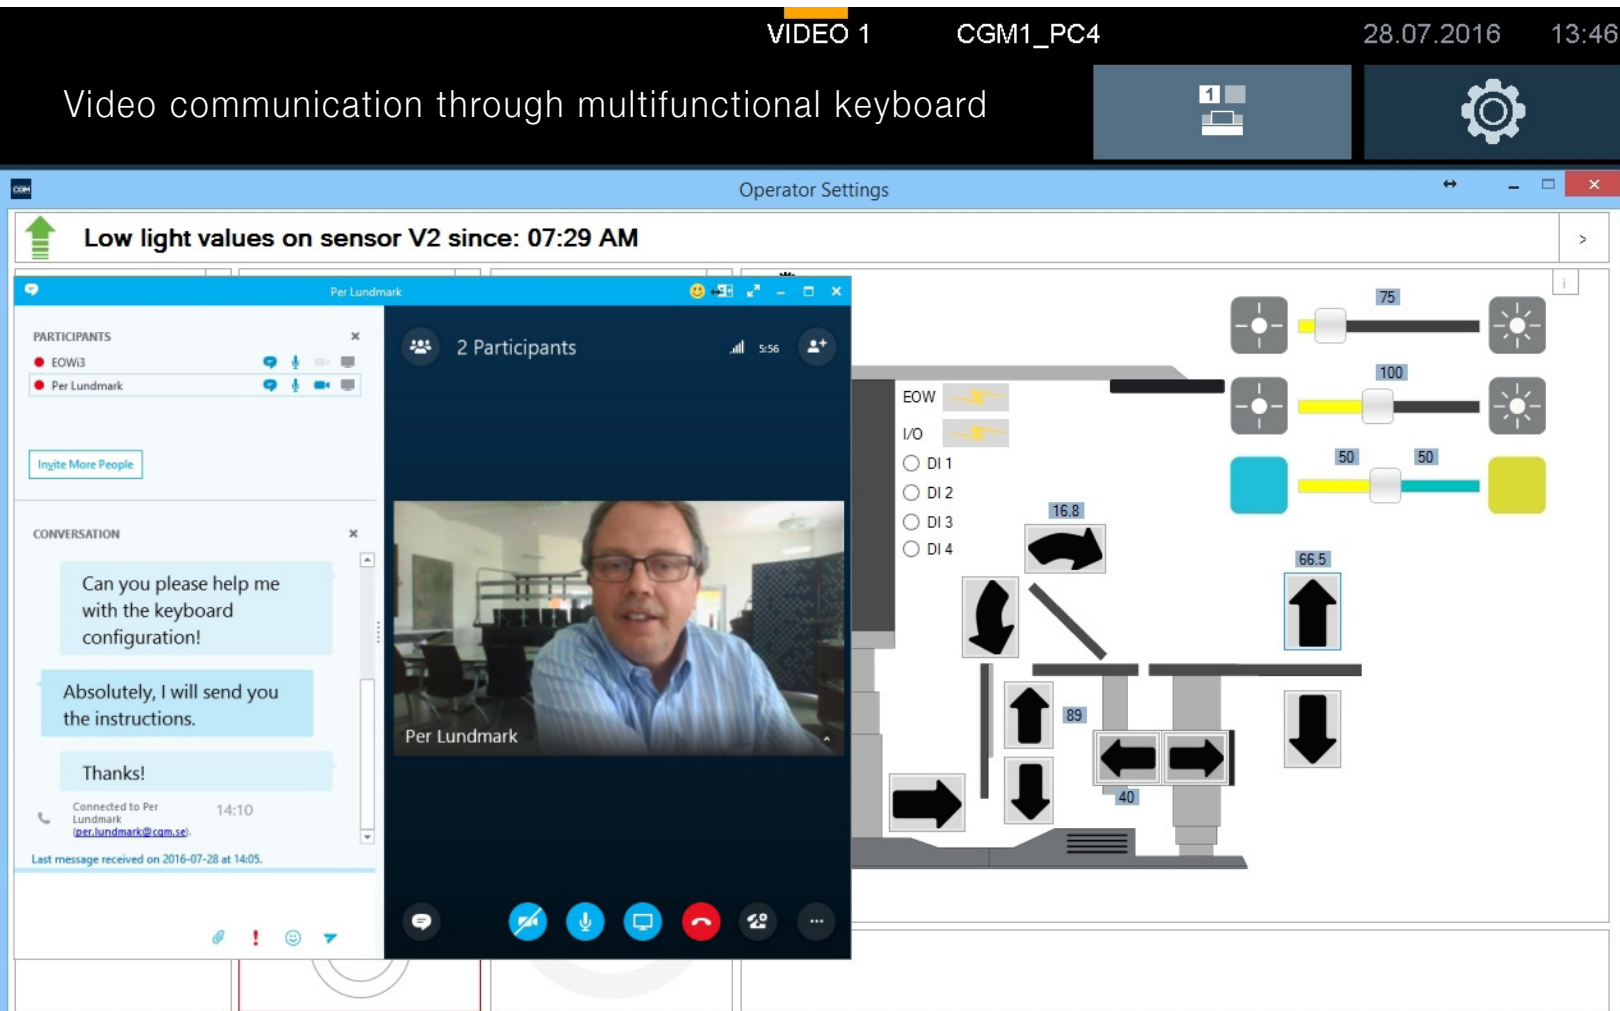 VIDEO 1
CGM1_PC4
28.07.2016
13:46
Video communication through multifunctional keyboard
1
CGM
Operator Settings
Low light values on sensor V2 since: 07:29 AM
>
Per Lundmark
PARTICIPANTS
EOWi3
Per Lundmark
Invite More People
2 Participants
5:56
CONVERSATION
Can you please help me
with the keyboard
configuration!
Absolutely, I will send you
the instructions.
Thanks!
Connected to Per
Lundmark
(per.lundmark@cgm.se).
14:10
Last message received on 2016-07-28 at 14:05.
Per Lundmark
i
75
100
50
50
EOW
I/O
DI 1
DI 2
DI 3
DI 4
16.8
66.5
89
40